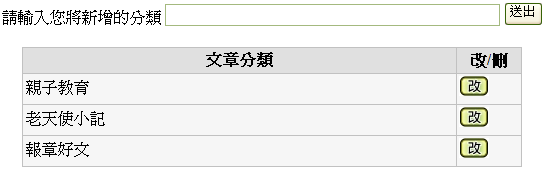 請輸入您將新增的分類 送出
文章分類 改/刪
親子教育 改
老天使小記 改
報章好文 改